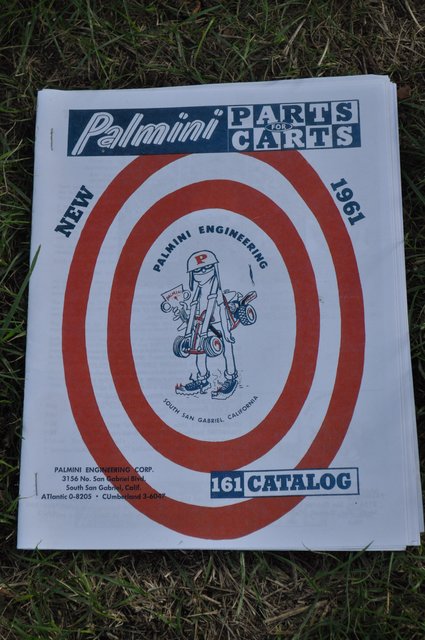 Palmini PARTS
FOR
CARTS
NEW
1961
PALMINI ENGINEERING
P
SOUTH SAN GABRIEL, CALIFORNIA
161 CATALOG
PALMINI ENGINEERING CORP.
3156 No. San Gabriel Blvd.
South San Gabriel, Calif.
ATlantic 0-8205 • CUmberland 3-6047